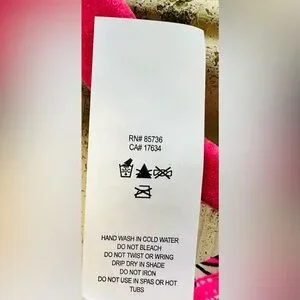 RN# 85736
CA# 17634
HAND WASH IN COLD WATER
DO NOT BLEACH
DO NOT TWIST OR WRING
DRIP DRY IN SHADE
DO NOT IRON
DO NOT USE IN SPAS OR HOT
TUBS